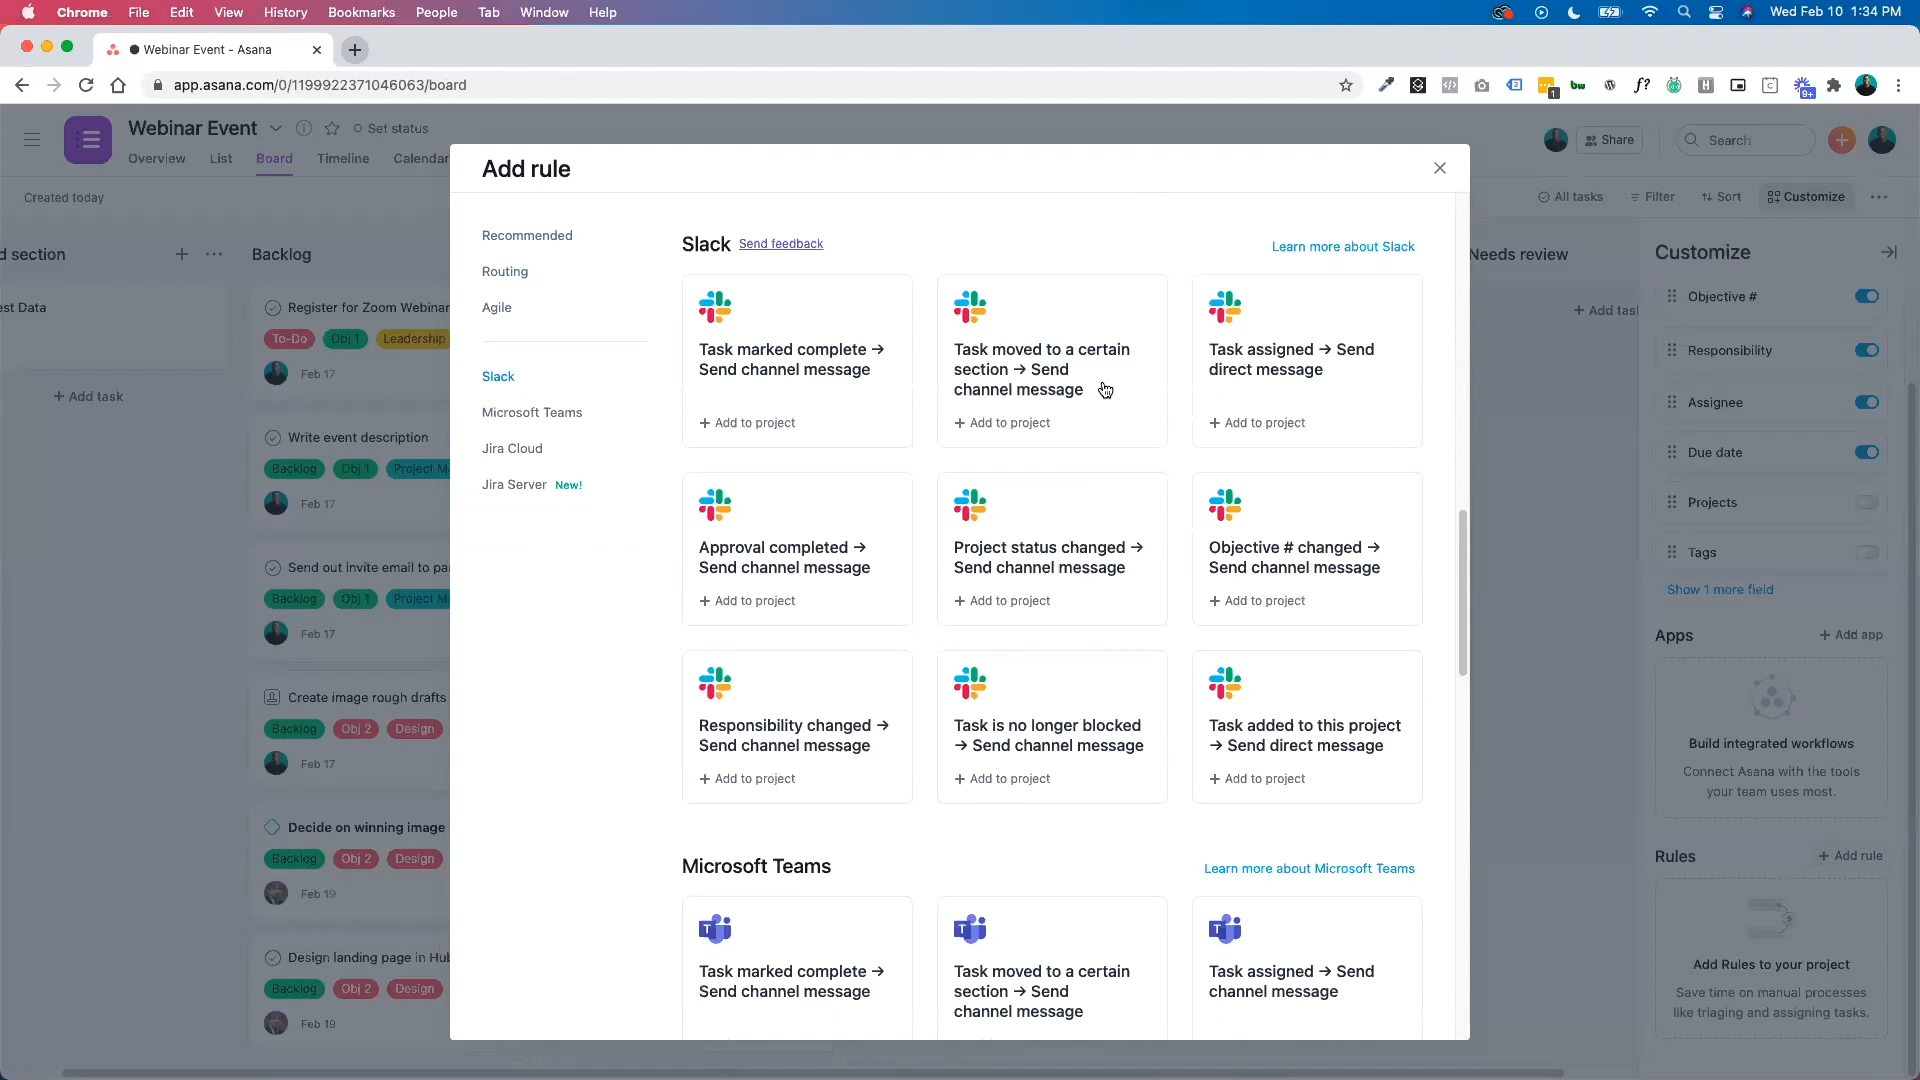 Chrome File Edit View History Bookmarks People Tab Window Help
Wed Feb 10 1:34 PM
Webinar Event - Asana
app.asana.com/0/1199922371046063/board
Webinar Event
Set status
Share
Search
Overview List Board Timeline Calendar
Created today
All tasks Filter Sort Customize
d section
est Data
+ Add task
Backlog
Register for Zoom Webinar
To-Do Obj 1 Leadership
Feb 17
Write event description
Backlog Obj 1 Project M
Feb 17
Send out invite email to pa
Backlog Obj 1 Project M
Feb 17
Create image rough drafts
Backlog Obj 2 Design
Feb 17
Decide on winning image
Backlog Obj 2 Design
Feb 19
Design landing page in Hub
Backlog Obj 2 Design
Feb 19
Add rule
Recommended
Routing
Agile
Slack
Microsoft Teams
Jira Cloud
Jira Server New!
Slack Send feedback
Learn more about Slack
Task marked complete →
Send channel message
+ Add to project
Task moved to a certain
section → Send
channel message
+ Add to project
Task assigned → Send
direct message
+ Add to project
Approval completed →
Send channel message
+ Add to project
Project status changed →
Send channel message
+ Add to project
Objective # changed →
Send channel message
+ Add to project
Responsibility changed →
Send channel message
+ Add to project
Task is no longer blocked
→ Send channel message
+ Add to project
Task added to this project
→ Send direct message
+ Add to project
Microsoft Teams
Learn more about Microsoft Teams
Task marked complete →
Send channel message
Task moved to a certain
section → Send
channel message
Task assigned → Send
channel message
Needs review
+ Add task
Customize
Objective #
Responsibility
Assignee
Due date
Projects
Tags
Show 1 more field
Apps
+ Add app
Build integrated workflows
Connect Asana with the tools
your team uses most.
Rules
+ Add rule
Add Rules to your project
Save time on manual processes
like triaging and assigning tasks.